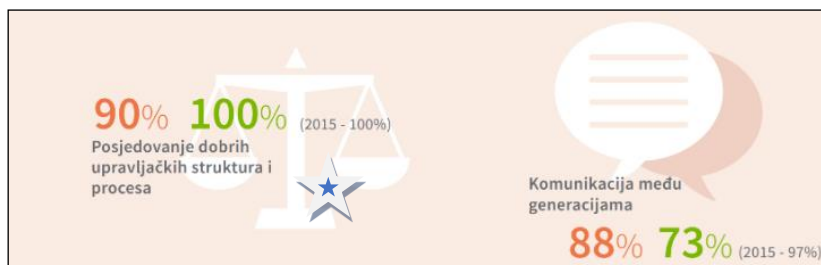 90% 100% (2015 - 100%)
Posjedovanje dobrih
upravljačkih struktura i
procesa
Komunikacija među
generacijama
88% 73% (2015 - 97%)